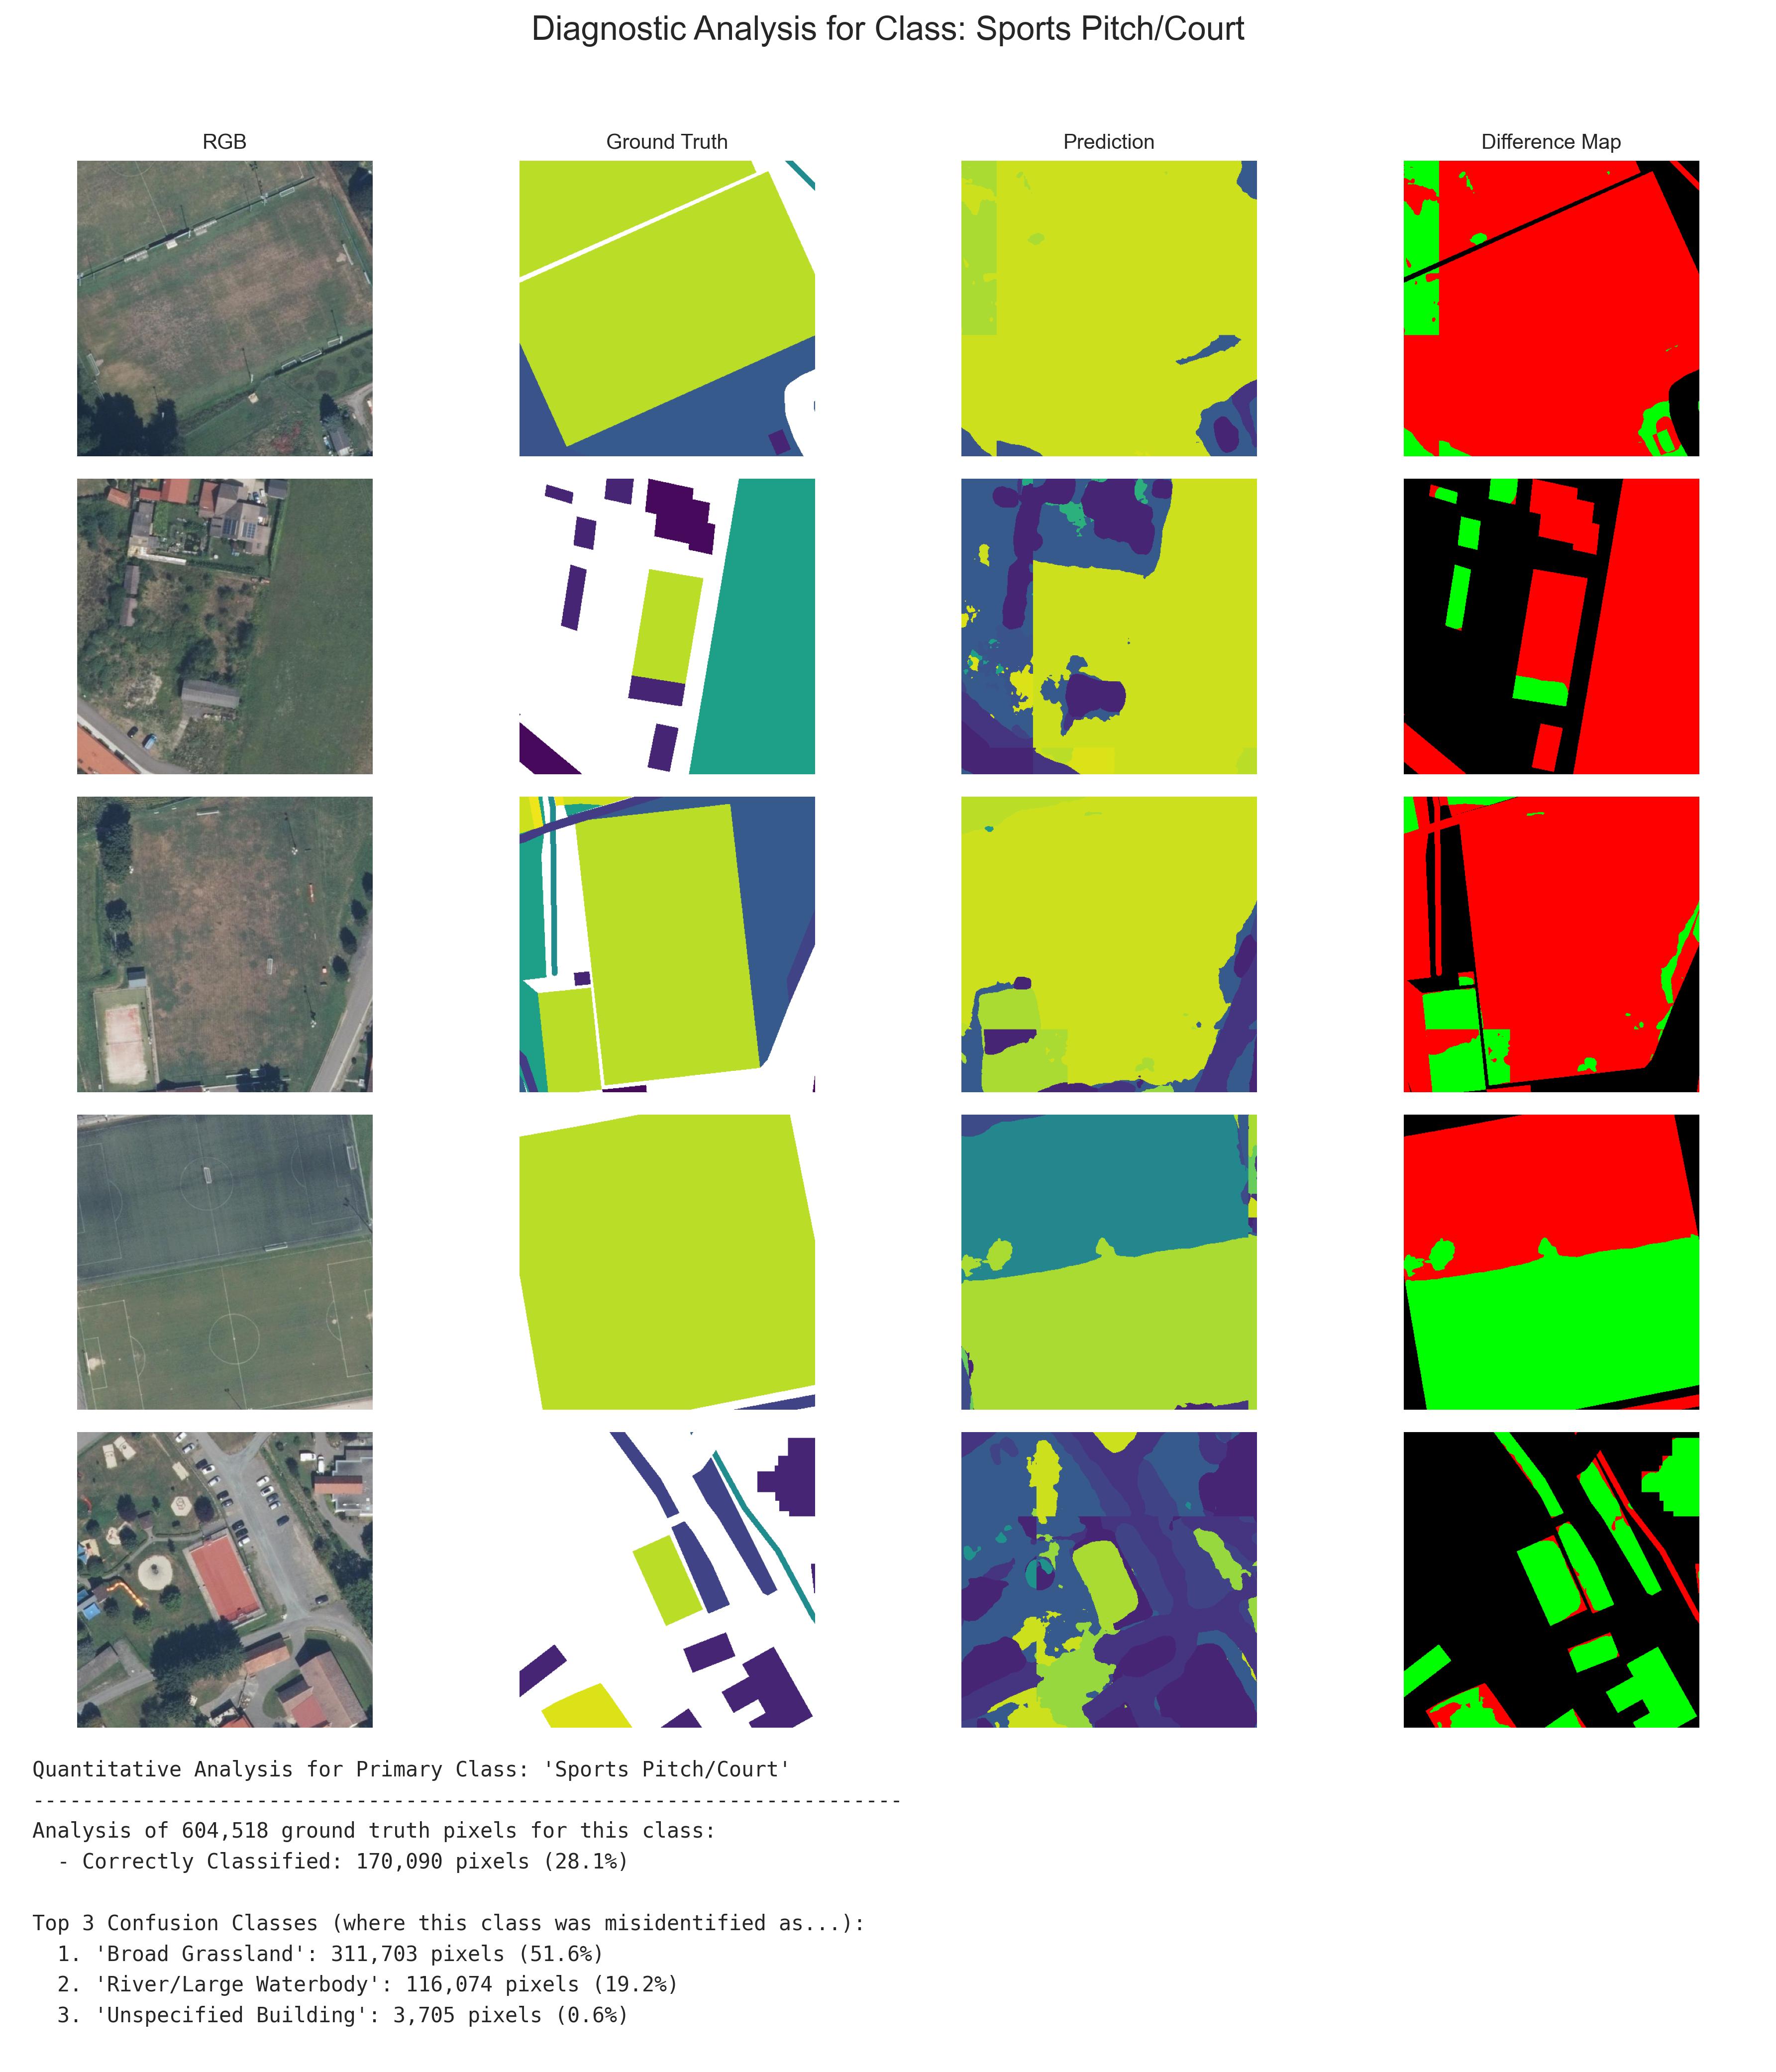 Diagnostic Analysis for Class: Sports Pitch/Court
RGB
Ground Truth
Prediction
Difference Map
Quantitative Analysis for Primary Class: 'Sports Pitch/Court'
----------------------------------------------------------------------
Analysis of 604,518 ground truth pixels for this class:
- Correctly Classified: 170,090 pixels (28.1%)
Top 3 Confusion Classes (where this class was misidentified as...):
1. 'Broad Grassland': 311,703 pixels (51.6%)
2. 'River/Large Waterbody': 116,074 pixels (19.2%)
3. 'Unspecified Building': 3,705 pixels (0.6%)